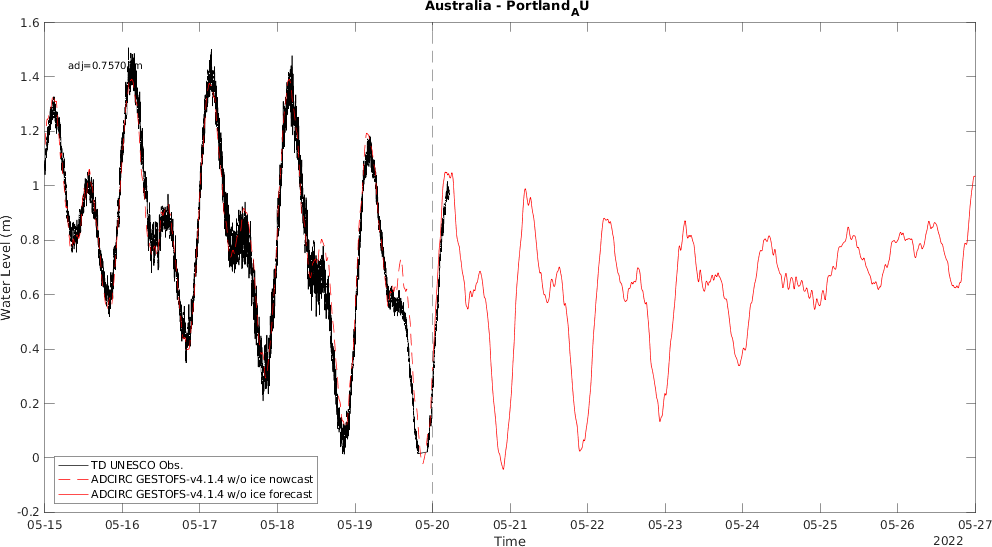 Australia - Portland_AU
1.6
1.4
1.2
1
0.8
0.6
0.4
0.2
0
-0.2
Water Level (m)
TD UNESCO Obs.
ADCIRC GESTOFS-v4.1.4 w/o ice nowcast
ADCIRC GESTOFS-v4.1.4 w/o ice forecast
05-15 05-16 05-17 05-18 05-19 05-20 05-21 05-22 05-23 05-24 05-25 05-26 05-27
Time
2022